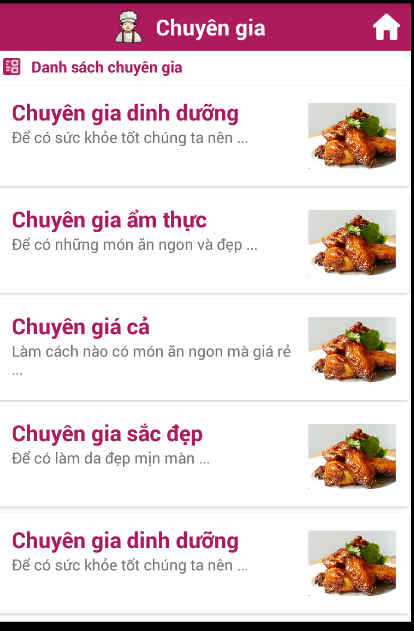 Chuyên gia
Danh sách chuyên gia
Chuyên gia dinh dưỡng
Để có sức khỏe tốt chúng ta nên ...
Chuyên gia ẩm thực
Để có những món ăn ngon và đẹp ...
Chuyên giá cả
Làm cách nào có món ăn ngon mà giá rẻ
...
Chuyên gia sắc đẹp
Để có làm da đẹp mịn màn ...
Chuyên gia dinh dưỡng
Để có sức khỏe tốt chúng ta nên ...